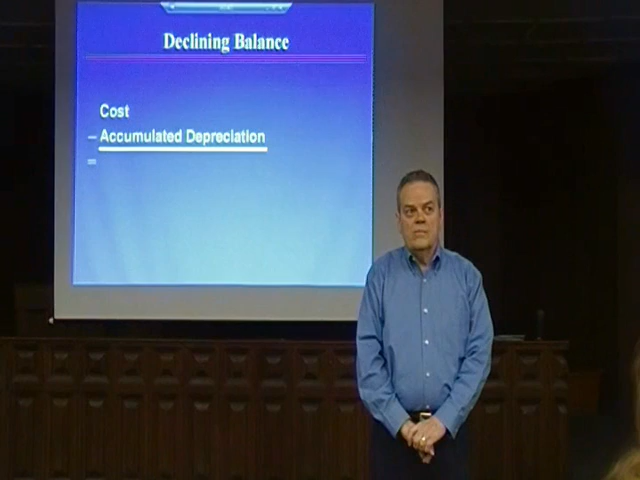 Declining Balance
Cost
– Accumulated Depreciation
=